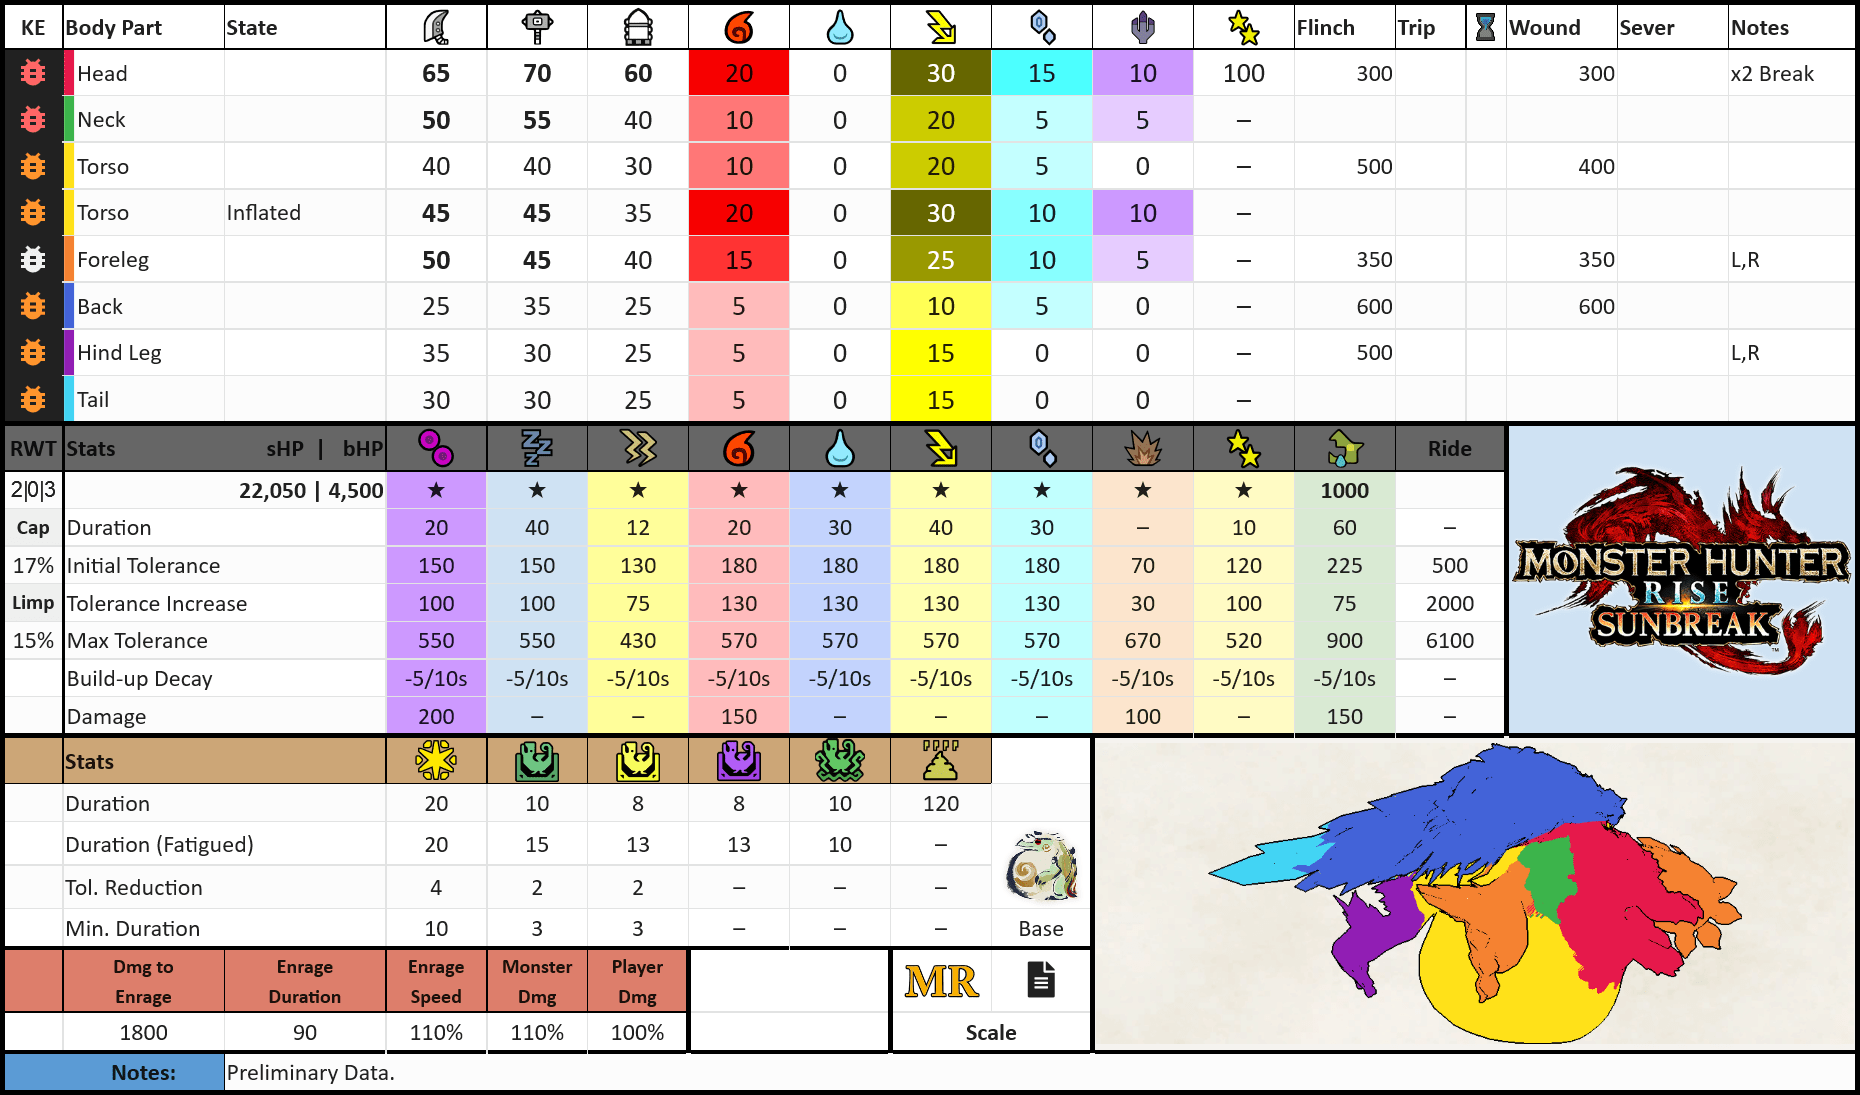 KE Body Part State Flinch Trip Wound Sever Notes
Head 65 70 60 20 0 30 15 10 100 300 300 x2 Break
Neck 50 55 40 10 0 20 5 5 –
Torso 40 40 30 10 0 20 5 0 – 500 400
Torso Inflated 45 45 35 20 0 30 10 10 –
Foreleg 50 45 40 15 0 25 10 5 – 350 350 L,R
Back 25 35 25 5 0 10 5 0 – 600 600
Hind Leg 35 30 25 5 0 15 0 0 – 500 L,R
Tail 30 30 25 5 0 15 0 0 –
RWT Stats sHP | bHP Ride
2|0|3 22,050 | 4,500 ★ ★ ★ ★ ★ ★ ★ ★ ★ 1000
Cap Duration 20 40 12 20 30 40 30 – 10 60 –
17% Initial Tolerance 150 150 130 180 180 180 180 70 120 225 500
Limp Tolerance Increase 100 100 75 130 130 130 130 30 100 75 2000
15% Max Tolerance 550 550 430 570 570 570 570 670 520 900 6100
Build-up Decay -5/10s -5/10s -5/10s -5/10s -5/10s -5/10s -5/10s -5/10s -5/10s -5/10s –
Damage 200 – – 150 – – – 100 – 150 –
MONSTER HUNTER
RISE
SUNBREAK
TM
Stats
Duration 20 10 8 8 10 120
Duration (Fatigued) 20 15 13 13 10 –
Tol. Reduction 4 2 2 – – –
Min. Duration 10 3 3 – – – Base
Dmg to Enrage Enrage Monster Player
Enrage Duration Speed Dmg Dmg
MR
1800 90 110% 110% 100% Scale
Notes: Preliminary Data.